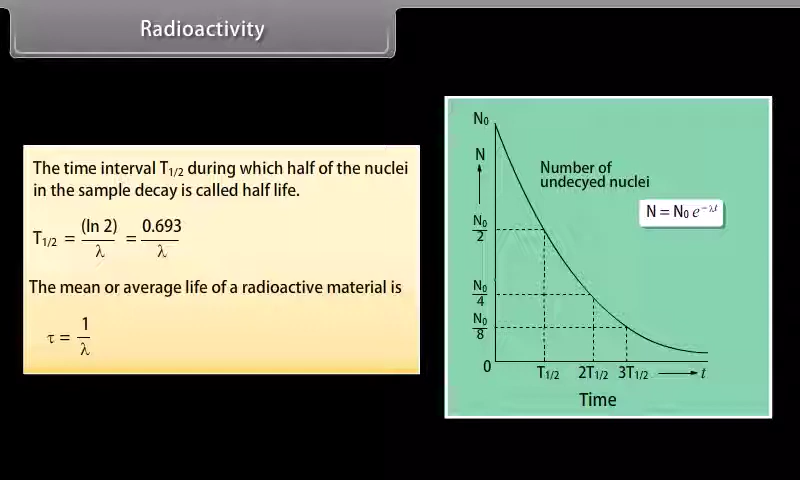 Radioactivity
The time interval T1/2 during which half of the nuclei
in the sample decay is called half life.
T1/2 = (ln 2)/λ = 0.693/λ
The mean or average life of a radioactive material is
τ = 1/λ
N0
N
Number of
undecyed nuclei
N = N0 e−λt
N0/2
N0/4
N0/8
0
T1/2 2T1/2 3T1/2 t
Time